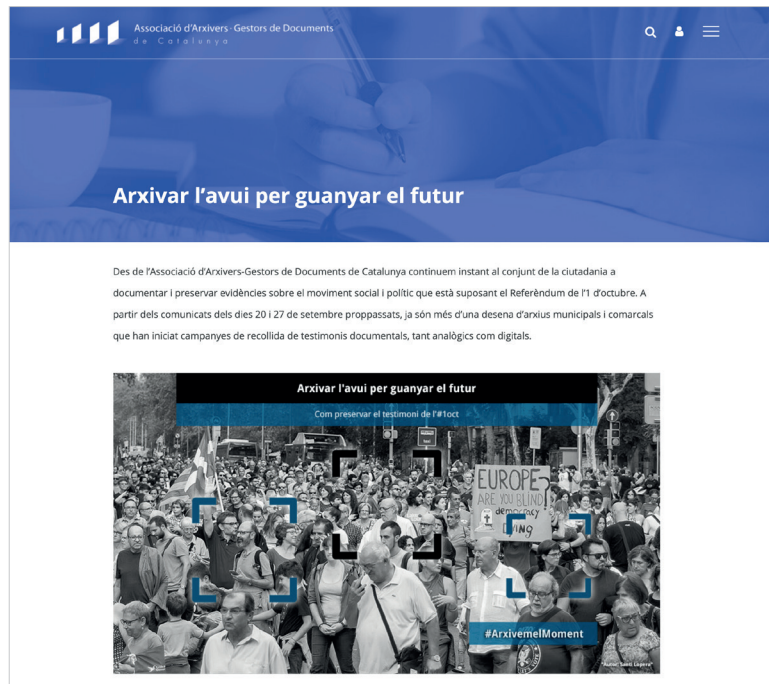 Associació d'Arxivers · Gestors de Documents
de Catalunya
Arxivar l'avui per guanyar el futur
Des de l'Associació d'Arxivers-Gestors de Documents de Catalunya continuem instant al conjunt de la ciutadania a
documentar i preservar evidències sobre el moviment social i polític que està suposant el Referèndum de l'1 d'octubre. A
partir dels comunicats dels dies 20 i 27 de setembre proppassats, ja són més d'una desena d'arxius municipals i comarcals
que han iniciat campanyes de recollida de testimonis documentals, tant analògics com digitals.
Arxivar l'avui per guanyar el futur
Com preservar el testimoni de l'#1oct
EUROPE?
ARE YOU BLIND
democracy
DYING
#ArxivemelMoment
"Autor: Santi Lapera"